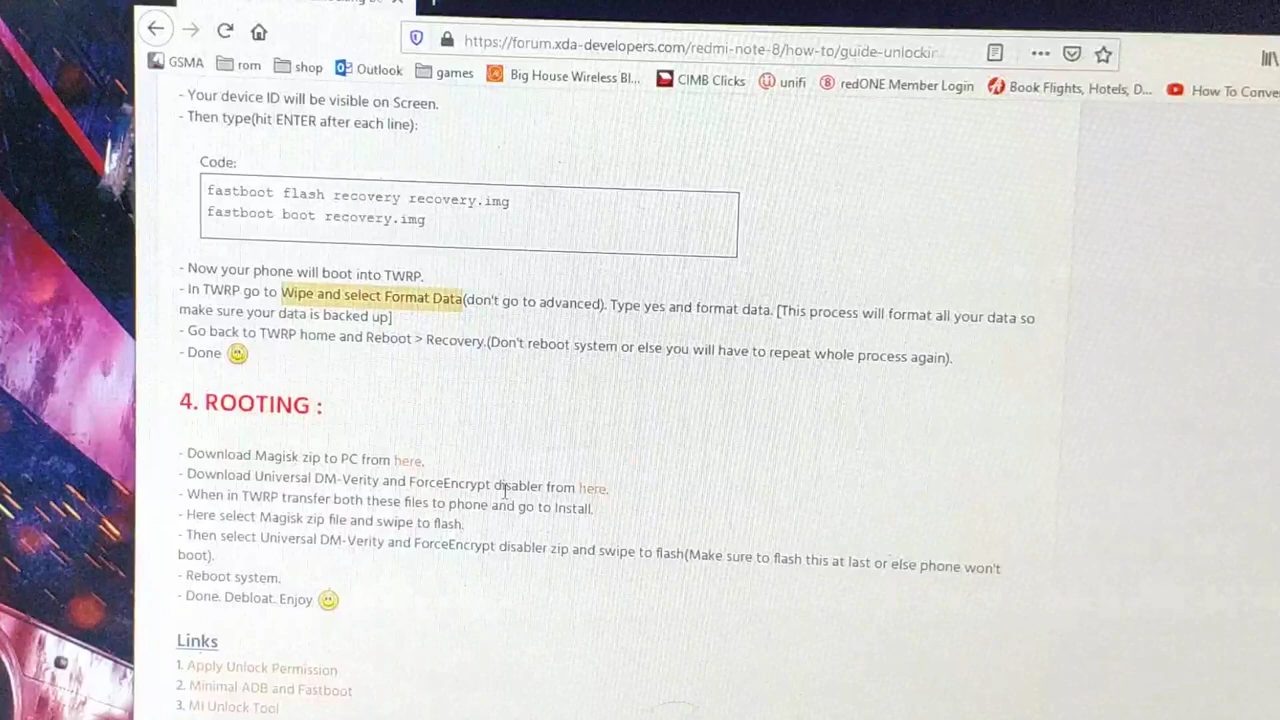 https://forum.xda-developers.com/redmi-note-8/how-to/guide-unlockin
GSMA rom shop Outlook games Big House Wireless Bl... CIMB Clicks unifi redONE Member Login Book Flights, Hotels, D... How To Conve
- Your device ID will be visible on Screen.
- Then type(hit ENTER after each line):
Code:
fastboot flash recovery recovery.img
fastboot boot recovery.img
- Now your phone will boot into TWRP.
- In TWRP go to Wipe and select Format Data(don't go to advanced). Type yes and format data. [This process will format all your data so
make sure your data is backed up]
- Go back to TWRP home and Reboot > Recovery.(Don't reboot system or else you will have to repeat whole process again).
- Done
4. ROOTING :
- Download Magisk zip to PC from here.
- Download Universal DM-Verity and ForceEncrypt disabler from here.
- When in TWRP transfer both these files to phone and go to Install.
- Here select Magisk zip file and swipe to flash.
- Then select Universal DM-Verity and ForceEncrypt disabler zip and swipe to flash(Make sure to flash this at last or else phone won't
boot).
- Reboot system.
- Done. Debloat. Enjoy
Links
1. Apply Unlock Permission
2. Minimal ADB and Fastboot
3. MI Unlock Tool